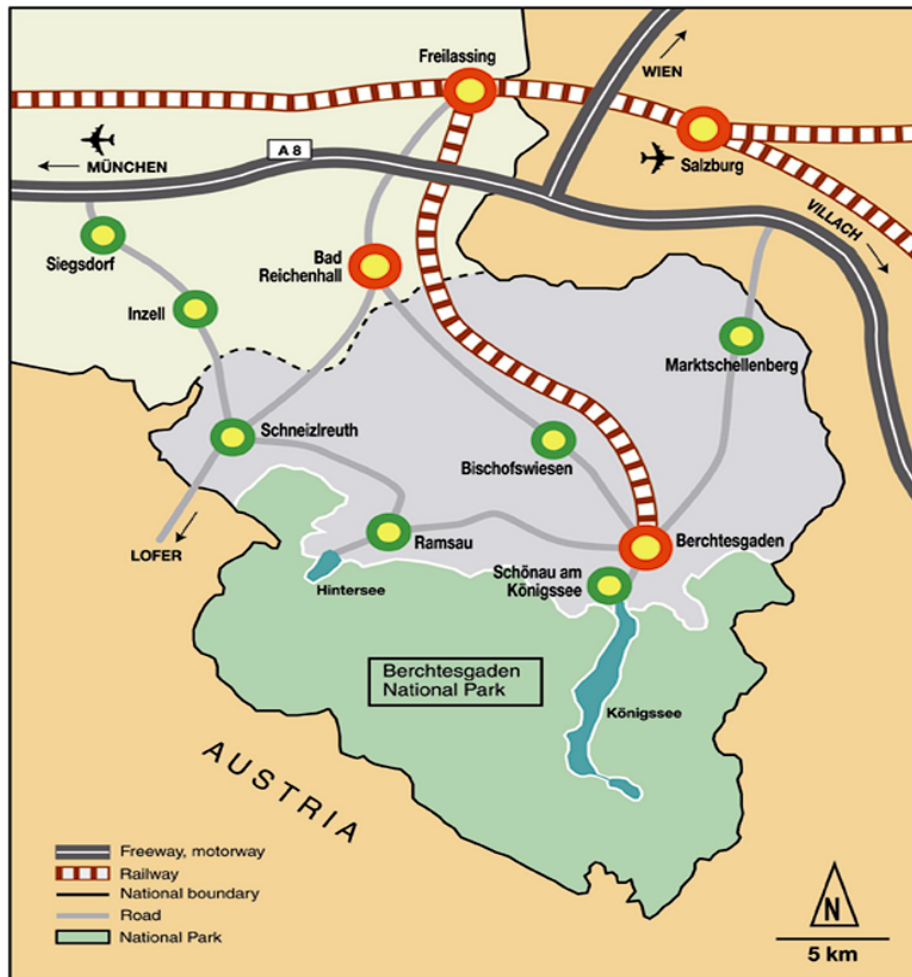 Freilassing
WIEN
A 8
MÜNCHEN
Salzburg
VILLACH
Siegsdorf
Bad
Reichenhall
Inzell
Marktschellenberg
Schneizlreuth
Bischofswiesen
LOFER
Ramsau
Berchtesgaden
Hintersee
Schönau am
Königssee
Berchtesgaden
National Park
Königssee
AUSTRIA
Freeway, motorway
Railway
National boundary
Road
National Park
N
5 km